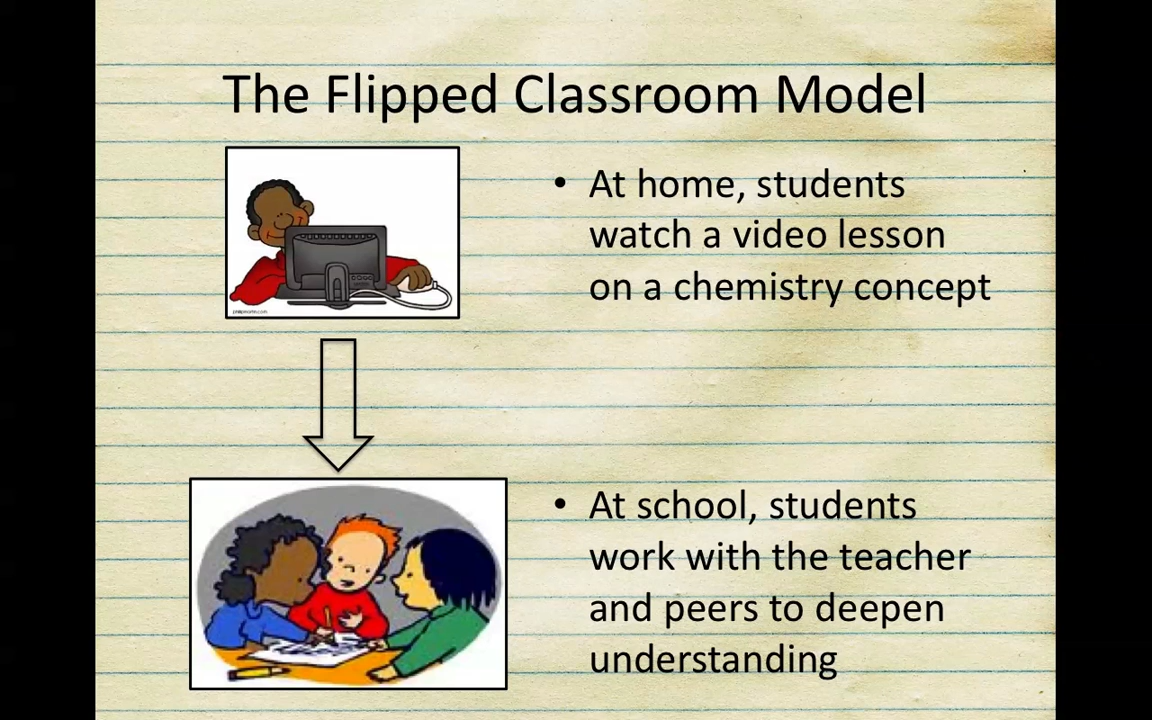 The Flipped Classroom Model
• At home, students
watch a video lesson
on a chemistry concept
• At school, students
work with the teacher
and peers to deepen
understanding